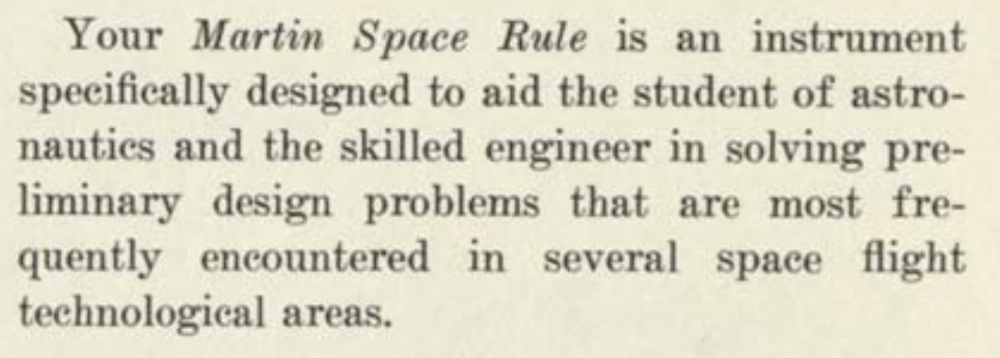 Your Martin Space Rule is an instrument
specifically designed to aid the student of astro-
nautics and the skilled engineer in solving pre-
liminary design problems that are most fre-
quently encountered in several space flight
technological areas.